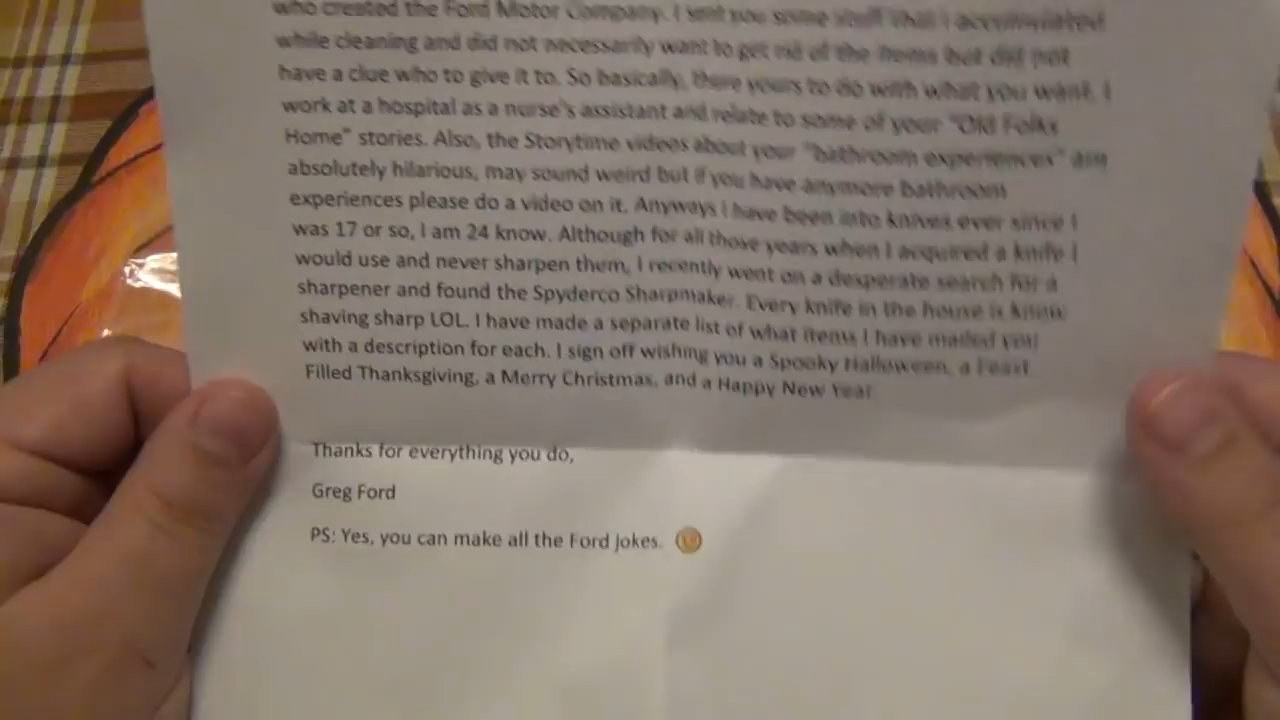 who created the Ford Motor Company. I sent you some stuff that I accumulated
while cleaning and did not necessarily want to get rid of the items but did not
have a clue who to give it to. So basically, there yours to do with what you want. I
work at a hospital as a nurse's assistant and relate to some of your "Old Folks
Home" stories. Also, the Storytime videos about your "bathroom experiences" are
absolutely hilarious, may sound weird but if you have anymore bathroom
experiences please do a video on it. Anyways I have been into knives ever since I
was 17 or so, I am 24 know. Although for all those years when I acquired a knife I
would use and never sharpen them, I recently went on a desperate search for a
sharpener and found the Spyderco Sharpmaker. Every knife in the house is know
shaving sharp LOL. I have made a separate list of what items I have mailed you
with a description for each. I sign off wishing you a Spooky Halloween, a Feast
Filled Thanksgiving, a Merry Christmas, and a Happy New Year
Thanks for everything you do,
Greg Ford
PS: Yes, you can make all the Ford Jokes.